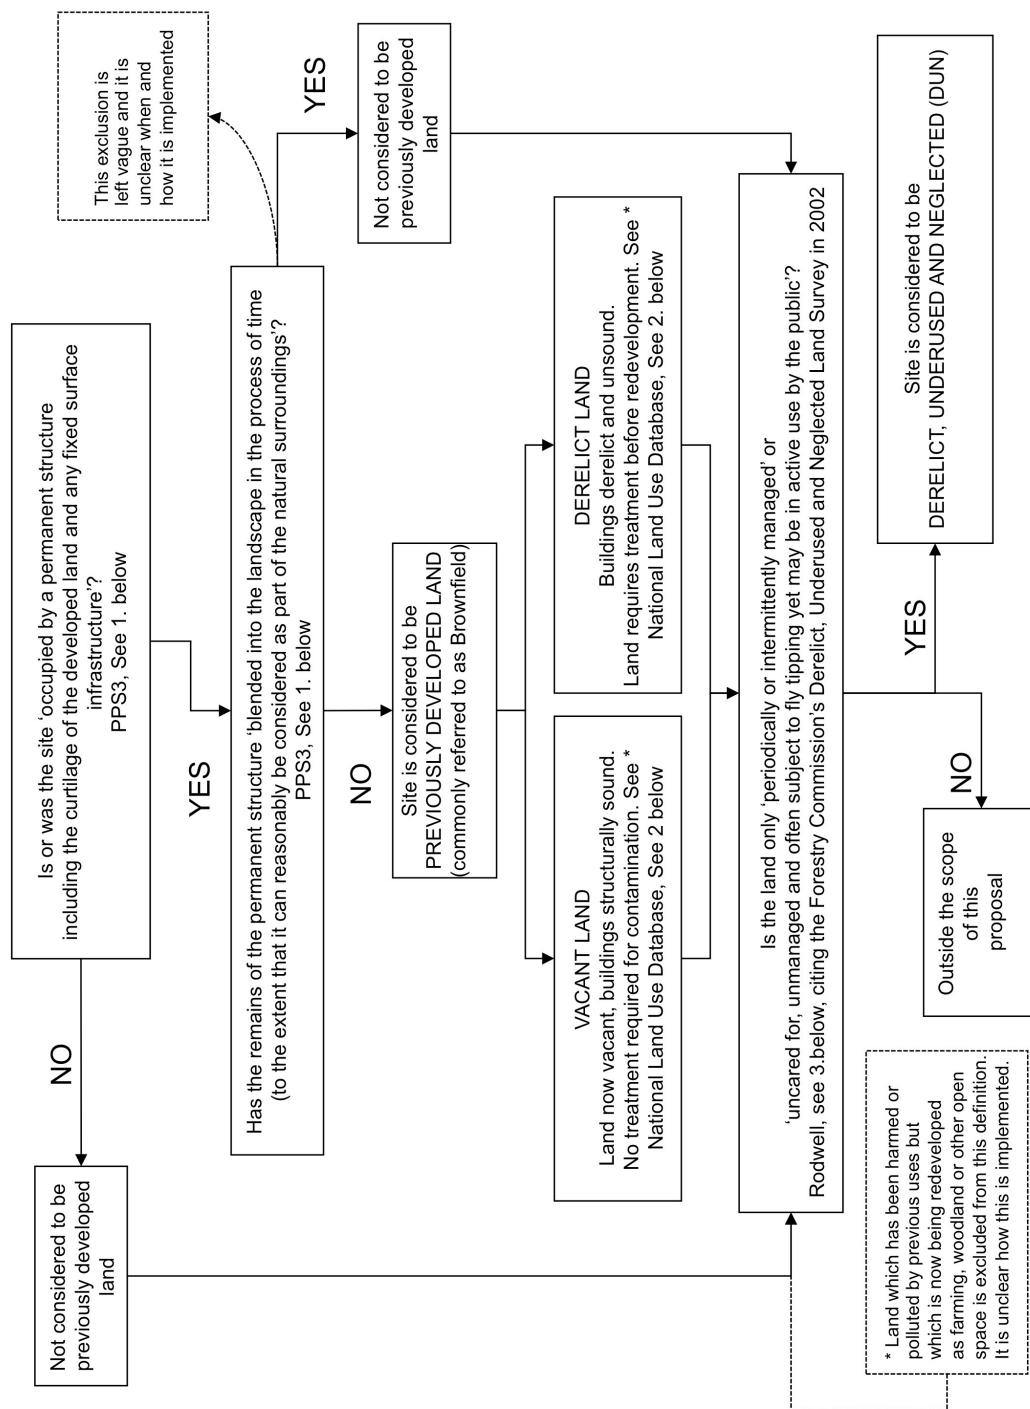 Is or was the site ‘occupied by a permanent structure
including the curtilage of the developed land and any fixed surface
infrastructure’?
PPS3, See 1. below
NO
Not considered to be
previously developed
land
YES
Has the remains of the permanent structure ‘blended into the landscape in the process of time
(to the extent that it can reasonably be considered as part of the natural surroundings’?
PPS3, See 1. below
This exclusion is
left vague and it is
unclear when and
how it is implemented
YES
Not considered to be
previously developed
land
NO
Site is considered to be
PREVIOUSLY DEVELOPED LAND
(commonly referred to as Brownfield)
VACANT LAND
Land now vacant, buildings structurally sound.
No treatment required for contamination. See *
National Land Use Database, See 2 below
DERELICT LAND
Buildings derelict and unsound.
Land requires treatment before redevelopment. See *
National Land Use Database, See 2. below
Is the land only ‘periodically or intermittently managed’ or
‘uncared for, unmanaged and often subject to fly tipping yet may be in active use by the public’?
Rodwell, see 3.below, citing the Forestry Commission’s Derelict, Underused and Neglected Land Survey in 2002
* Land which has been harmed or
polluted by previous uses but
which is now being redeveloped
as farming, woodland or other open
space is excluded from this definition.
It is unclear how this is implemented.
NO
Outside the scope
of this
proposal
YES
Site is considered to be
DERELICT, UNDERUSED AND NEGLECTED (DUN)